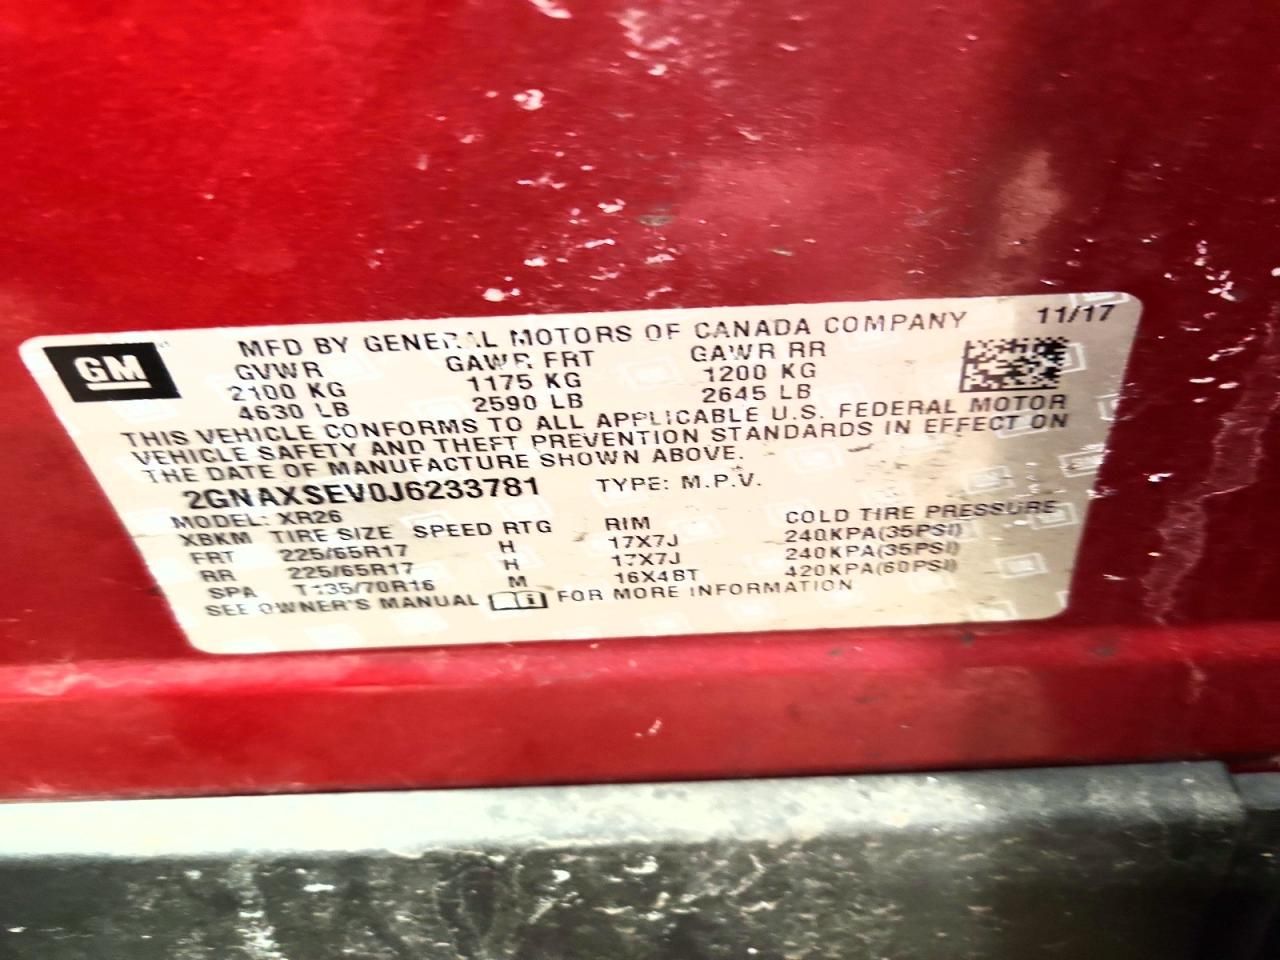 GM
MFD BY GENERAL MOTORS OF CANADA COMPANY 11/17
GVWR GAWR FRT GAWR RR
2100 KG 1175 KG 1200 KG
4630 LB 2590 LB 2645 LB
THIS VEHICLE CONFORMS TO ALL APPLICABLE U.S. FEDERAL MOTOR
VEHICLE SAFETY AND THEFT PREVENTION STANDARDS IN EFFECT ON
THE DATE OF MANUFACTURE SHOWN ABOVE.
2GNAXSEV0J6233781 TYPE: M.P.V.
MODEL: XR26
XBKM TIRE SIZE SPEED RTG RIM COLD TIRE PRESSURE
FRT 225/65R17 H 17X7J 240KPA(35PSI)
RR 225/65R17 H 17X7J 240KPA(35PSI)
SPA T135/70R16 M 16X4BT 420KPA(60PSI)
SEE OWNER'S MANUAL i FOR MORE INFORMATION